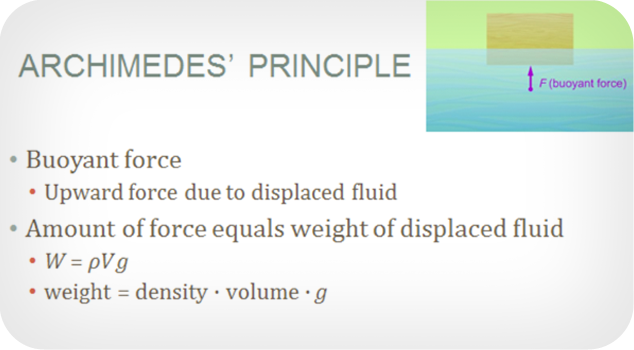 ARCHIMEDES’ PRINCIPLE
F (buoyant force)
• Buoyant force
• Upward force due to displaced fluid
• Amount of force equals weight of displaced fluid
• W = ρVg
• weight = density · volume · g